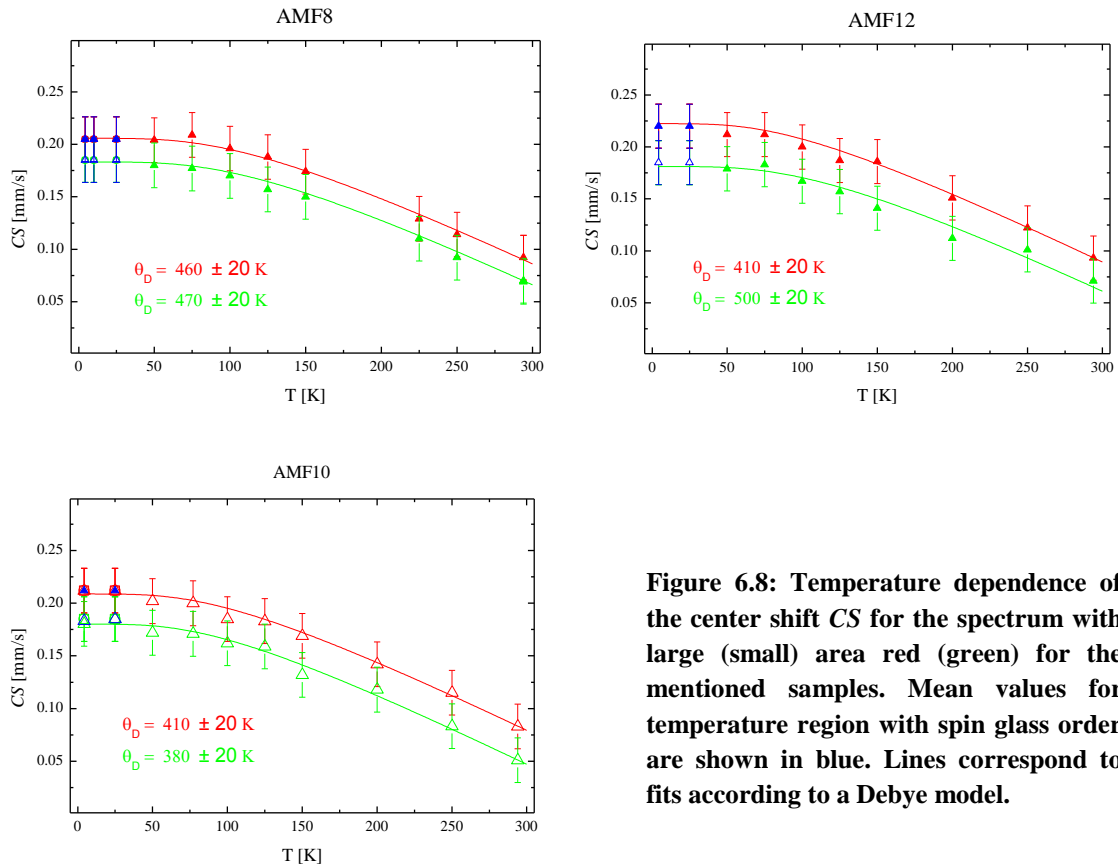 AMF8
0.25
0.20
0.15
0.10
0.05
CS [mm/s]
θD = 460 ± 20 K
θD = 470 ± 20 K
0 50 100 150 200 250 300
T [K]
AMF12
0.25
0.20
0.15
0.10
0.05
CS [mm/s]
θD = 410 ± 20 K
θD = 500 ± 20 K
0 50 100 150 200 250 300
T [K]
AMF10
0.25
0.20
0.15
0.10
0.05
CS [mm/s]
θD = 410 ± 20 K
θD = 380 ± 20 K
0 50 100 150 200 250 300
T [K]
Figure 6.8: Temperature dependence of
the center shift CS for the spectrum with
large (small) area red (green) for the
mentioned samples. Mean values for
temperature region with spin glass order
are shown in blue. Lines correspond to
fits according to a Debye model.